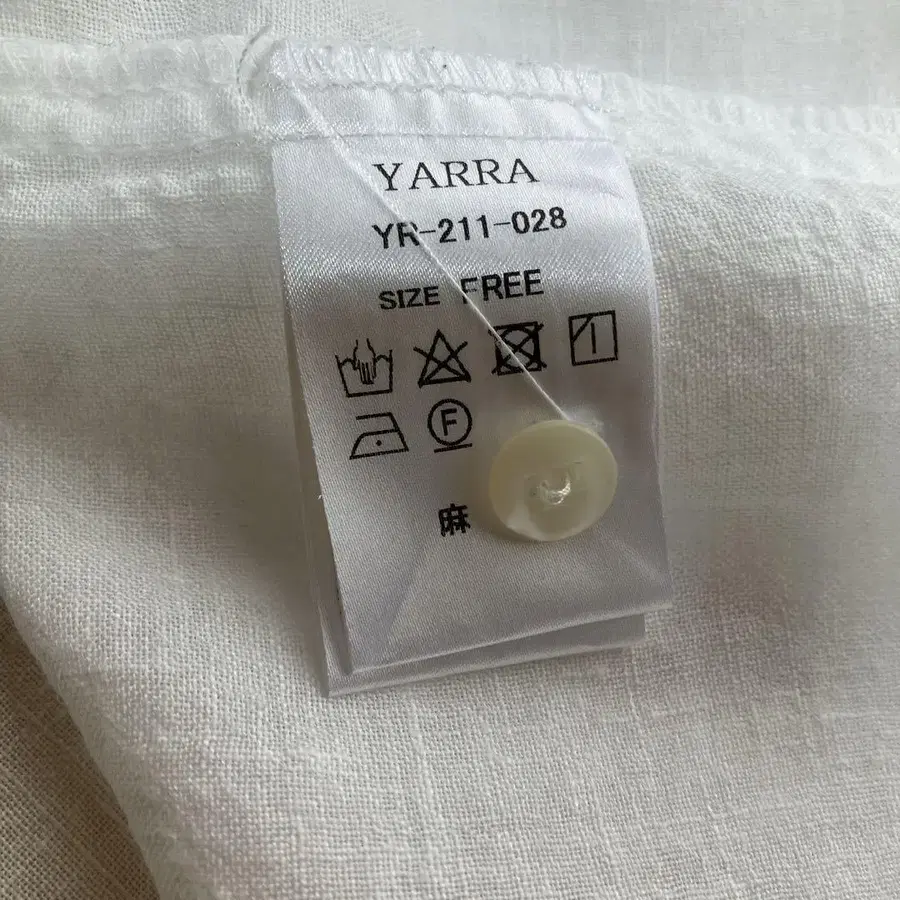 YARRA
YR-211-028
SIZE FREE
F
麻